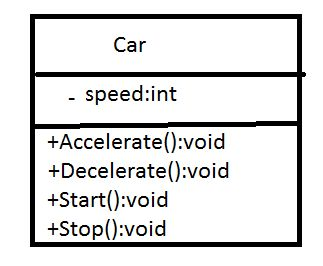 Car
- speed:int
+Accelerate():void
+Decelerate():void
+Start():void
+Stop():void